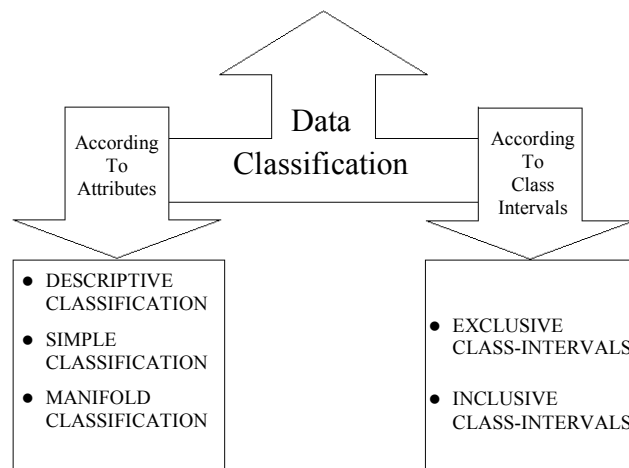 Data
Classification
According
To
Attributes
According
To
Class
Intervals
● DESCRIPTIVE
CLASSIFICATION
● SIMPLE
CLASSIFICATION
● MANIFOLD
CLASSIFICATION
● EXCLUSIVE
CLASS-INTERVALS
● INCLUSIVE
CLASS-INTERVALS